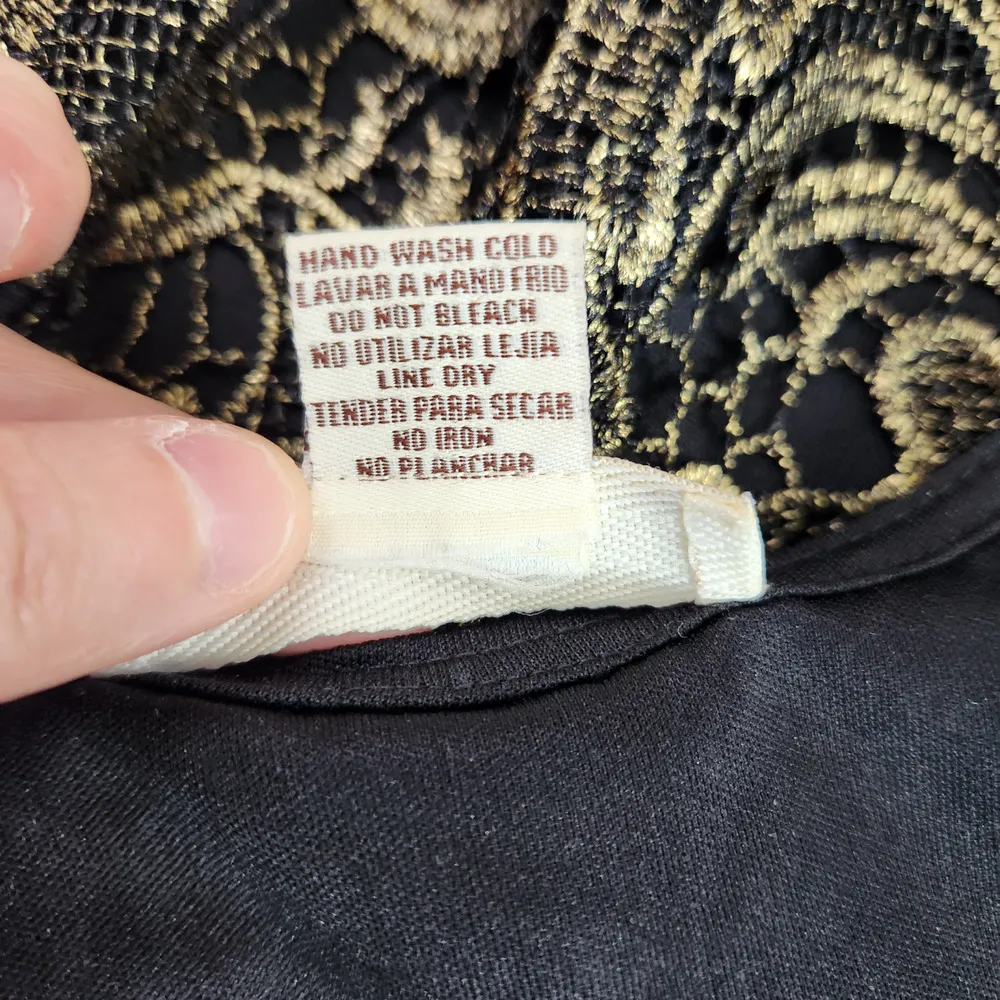 HAND WASH COLD
LAVAR A MANO FRIO
DO NOT BLEACH
NO UTILIZAR LEJIA
LINE DRY
TENDER PARA SECAR
NO IRON
NO PLANCHAR